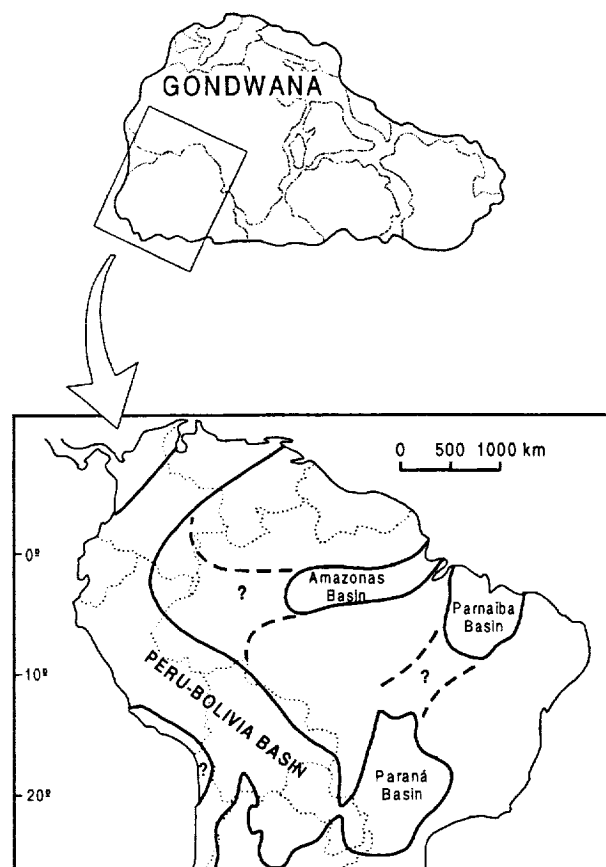 GONDWANA
0 500 1000 km
0º
Amazonas
Basin
?
Parnaíba
Basin
10º
?
PERU-BOLIVIA BASIN
?
Paraná
Basin
20º